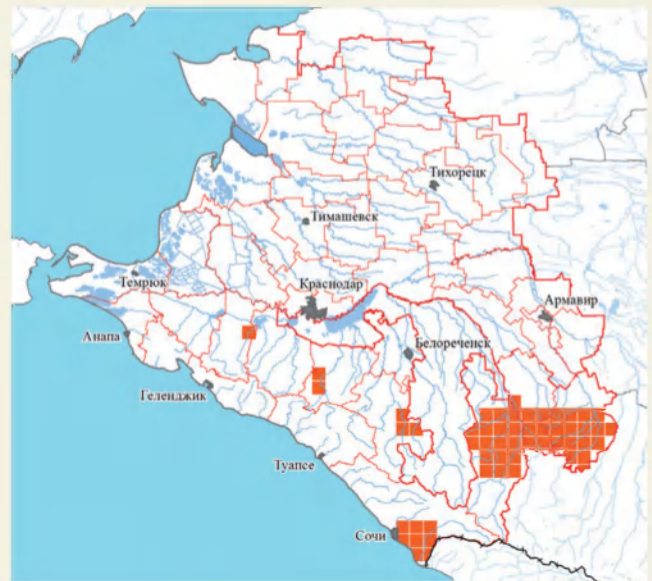 Тихорецк
Тимашевск
Темрюк
Краснодар
Армавир
Анапа
Белореченск
Геленджик
Туапсе
Сочи